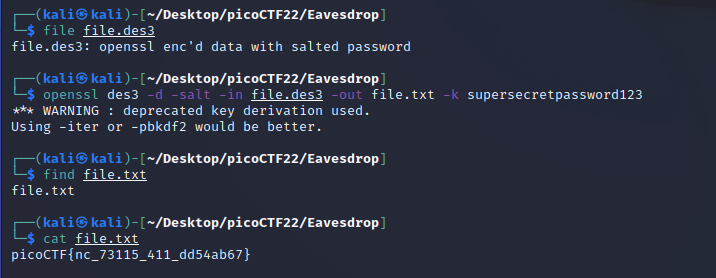 ┌──(kali㉿kali)-[~/Desktop/picoCTF22/Eavesdrop]
└─$ file file.des3
file.des3: openssl enc'd data with salted password
┌──(kali㉿kali)-[~/Desktop/picoCTF22/Eavesdrop]
└─$ openssl des3 -d -salt -in file.des3 -out file.txt -k supersecretpassword123
*** WARNING : deprecated key derivation used.
Using -iter or -pbkdf2 would be better.
┌──(kali㉿kali)-[~/Desktop/picoCTF22/Eavesdrop]
└─$ find file.txt
file.txt
┌──(kali㉿kali)-[~/Desktop/picoCTF22/Eavesdrop]
└─$ cat file.txt
picoCTF{nc_73115_411_dd54ab67}